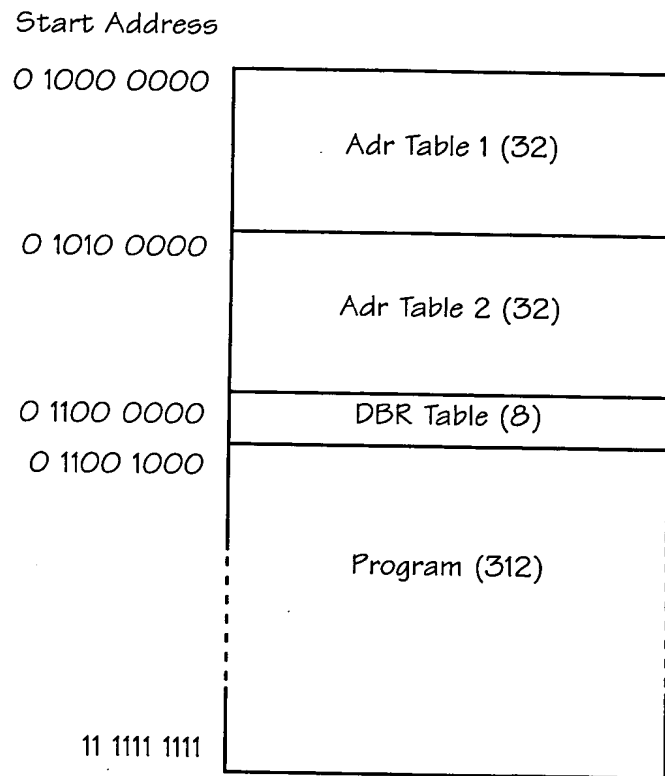 Start Address
0 1000 0000
Adr Table 1 (32)
0 1010 0000
Adr Table 2 (32)
0 1100 0000
DBR Table (8)
0 1100 1000
Program (312)
11 1111 1111